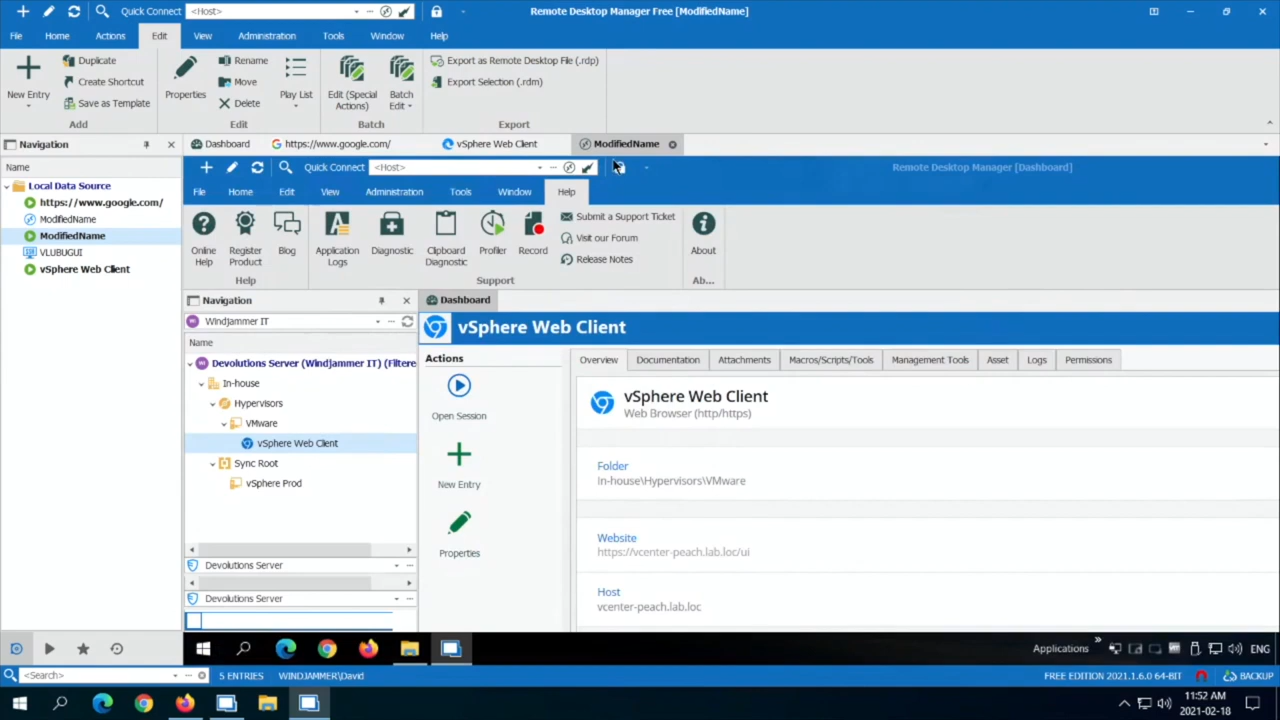 Quick Connect <Host>
Remote Desktop Manager Free [ModifiedName]
File Home Actions Edit View Administration Tools Window Help
New Entry
Duplicate
Create Shortcut
Save as Template
Add
Properties
Rename
Move
Delete
Play List
Edit
Edit (Special Actions)
Batch Edit
Batch
Export as Remote Desktop File (.rdp)
Export Selection (.rdm)
Export
Navigation
Dashboard
https://www.google.com/
vSphere Web Client
ModifiedName
Name
Local Data Source
https://www.google.com/
ModifiedName
ModifiedName
VLUBUGUI
vSphere Web Client
Quick Connect <Host>
Remote Desktop Manager [Dashboard]
File Home Edit View Administration Tools Window Help
Online Help
Register Product
Blog
Help
Application Logs
Diagnostic
Clipboard Diagnostic
Profiler
Record
Submit a Support Ticket
Visit our Forum
Release Notes
Support
About
Ab...
Navigation
Windjammer IT
Name
Devolutions Server (Windjammer IT) (Filtere
In-house
Hypervisors
VMware
vSphere Web Client
Sync Root
vSphere Prod
Devolutions Server
Devolutions Server
Dashboard
vSphere Web Client
Actions
Open Session
New Entry
Properties
Overview Documentation Attachments Macros/Scripts/Tools Management Tools Asset Logs Permissions
vSphere Web Client
Web Browser (http/https)
Folder
In-house\Hypervisors\VMware
Website
https://vcenter-peach.lab.loc/ui
Host
vcenter-peach.lab.loc
Applications
ENG
<Search>
5 ENTRIES
WINDJAMMER\David
FREE EDITION 2021.1.6.0 64-BIT
BACKUP
11:52 AM
2021-02-18